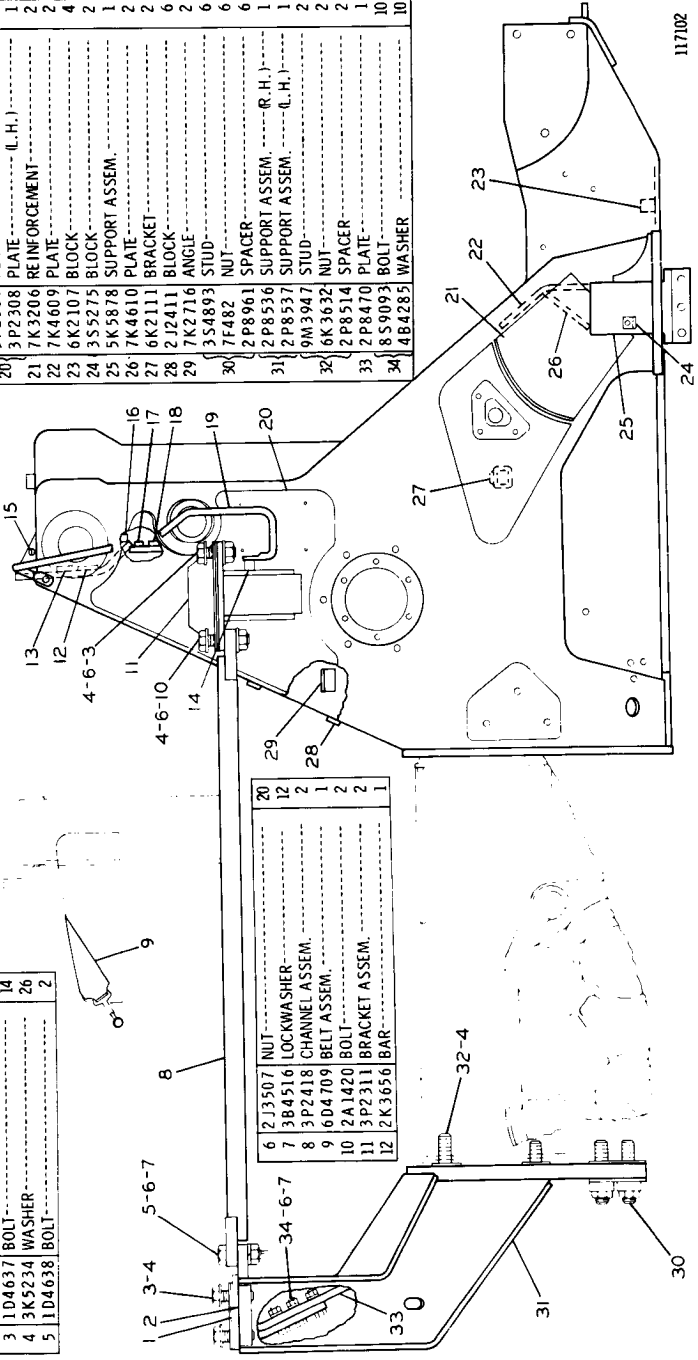 3 1D4637 BOLT 14
4 3K5234 WASHER 26
5 1D4638 BOLT 2
6 2J3507 NUT 20
7 3B4516 LOCKWASHER 12
8 3P2418 CHANNEL ASSEM. 2
9 6D4709 BELT ASSEM. 1
10 2A1420 BOLT 2
11 3P2311 BRACKET ASSEM. 2
12 2K3656 BAR 1
20 3P2308 PLATE (L.H.) 1
21 7K3206 REINFORCEMENT 2
22 7K4609 PLATE 2
23 6K2107 BLOCK 4
24 3S5275 BLOCK 2
25 5K5878 SUPPORT ASSEM. 1
26 7K4610 PLATE 2
27 6K2111 BRACKET 2
28 2J2411 BLOCK 6
29 7K2716 ANGLE 2
3S4893 STUD 6
30 7F482 NUT 6
2P8961 SPACER 6
31 2P8536 SUPPORT ASSEM. (R.H.) 1
2P8537 SUPPORT ASSEM. (L.H.) 1
9M3947 STUD 2
32 6K3632 NUT 2
2P8514 SPACER 2
33 2P8470 PLATE 1
34 8S9093 BOLT 10
4B4285 WASHER 10
15
16
17
18
13
12
4-6-3
19
20
11
4-6-10
14
29
28
9
8
5-6-7
3-4
1
2
34-6-7
33
31
32-4
30
21
22
23
26
27
25
24
117102